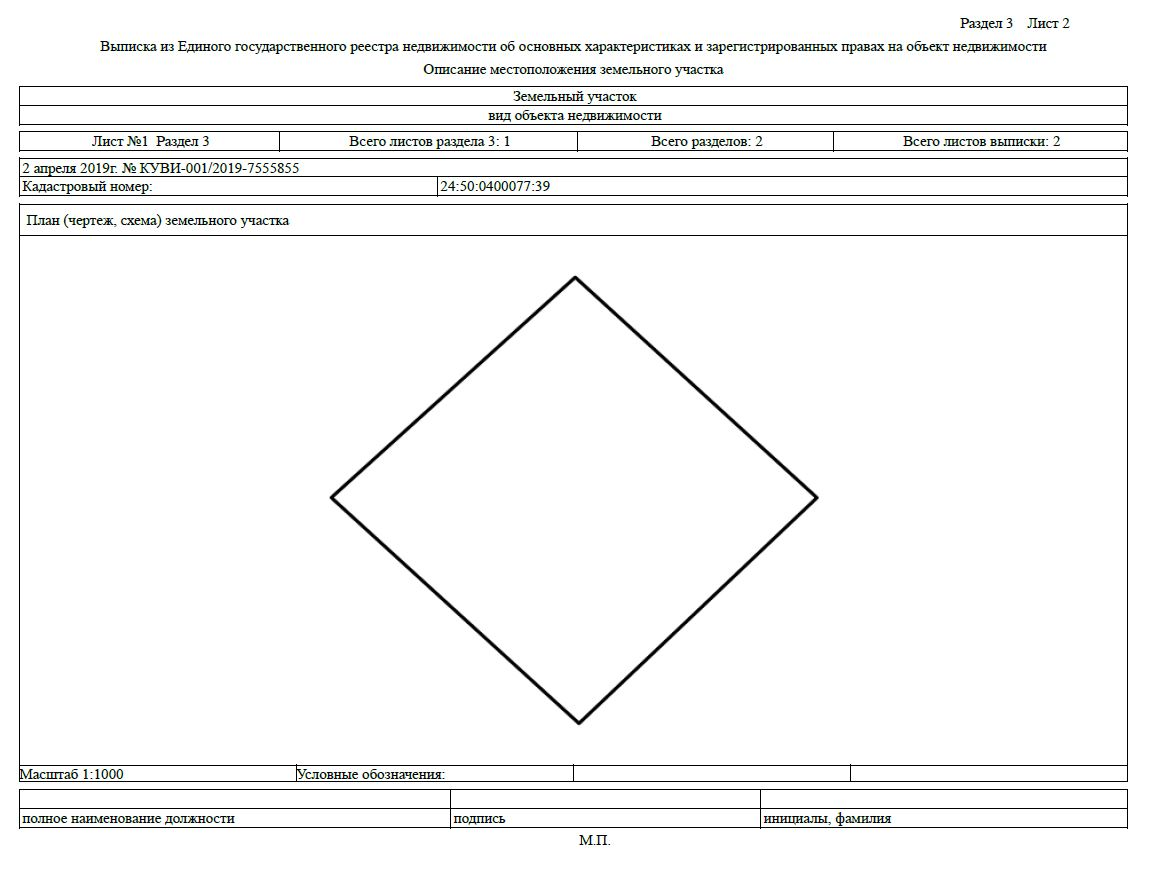 Раздел 3 Лист 2
Выписка из Единого государственного реестра недвижимости об основных характеристиках и зарегистрированных правах на объект недвижимости
Описание местоположения земельного участка
Земельный участок
вид объекта недвижимости
Лист №1 Раздел 3 Всего листов раздела 3: 1 Всего разделов: 2 Всего листов выписки: 2
2 апреля 2019г. № КУВИ-001/2019-7555855
Кадастровый номер: 24:50:0400077:39
План (чертеж, схема) земельного участка
Масштаб 1:1000 Условные обозначения:
полное наименование должности подпись инициалы, фамилия
М.П.